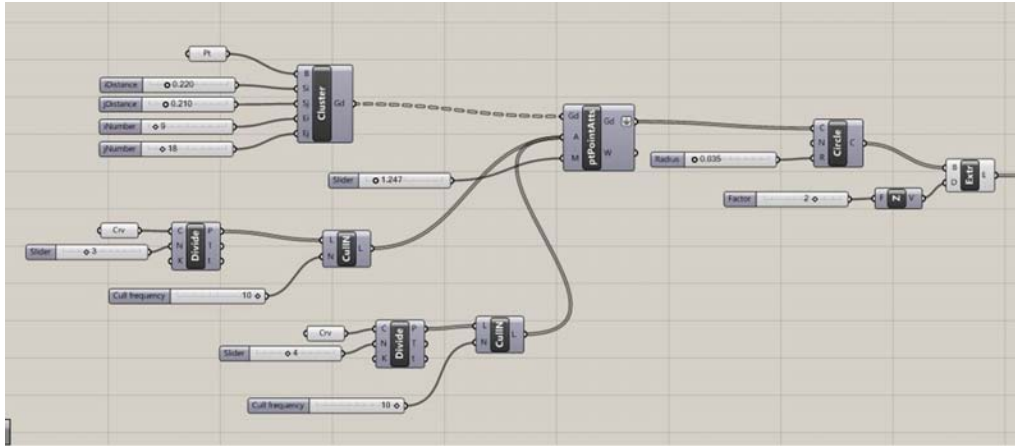 Pt
iDistance 0.220
jDistance 0.210
iNumber 9
jNumber 18
B
Si
Sj
Ei
Ej
Cluster
Gd
Slider 1.247
Gd
A
M
ptPointAtts
Gd
W
Radius 0.035
C
N
R
Circle
C
Factor 2
F
Z
V
B
D
Extr
E
Crv
Slider 3
C
N
K
Divide
P
T
t
L
N
CullN
L
Cull frequency 10
Crv
Slider 4
C
N
K
Divide
P
T
t
L
N
CullN
L
Cull frequency 10